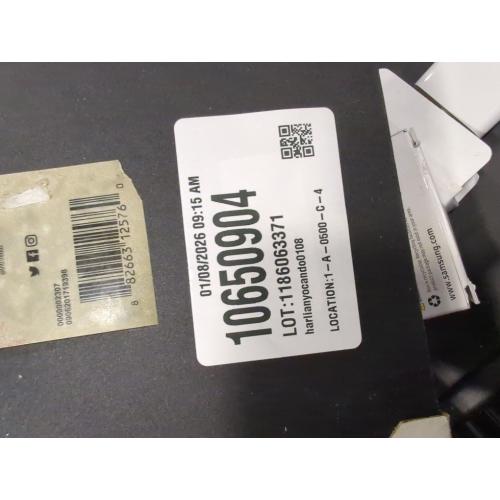 01/08/2026 09:15 AM
10650904
LOT:1186063371
harlianyocando0108
LOCATION:1-A-0500-C-4
8 82663 12576 0
0906201719398
www.samsung.com